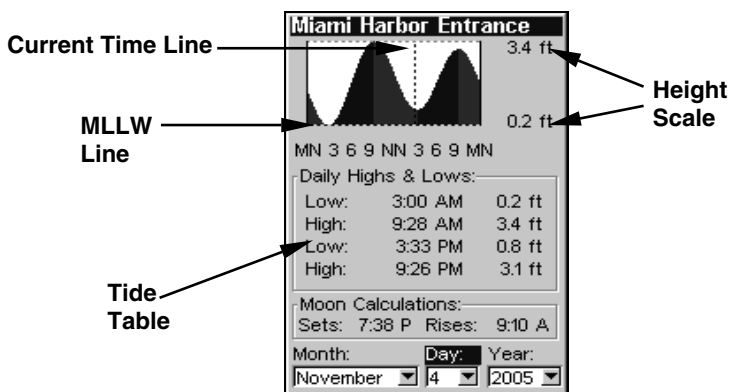 Miami Harbor Entrance
Current Time Line
3.4 ft
Height
Scale
MLLW
Line
0.2 ft
MN 3 6 9 NN 3 6 9 MN
Daily Highs & Lows:
Low: 3:00 AM 0.2 ft
High: 9:28 AM 3.4 ft
Low: 3:33 PM 0.8 ft
High: 9:26 PM 3.1 ft
Tide
Table
Moon Calculations:
Sets: 7:38 P Rises: 9:10 A
Month: Day: Year:
November 4 2005